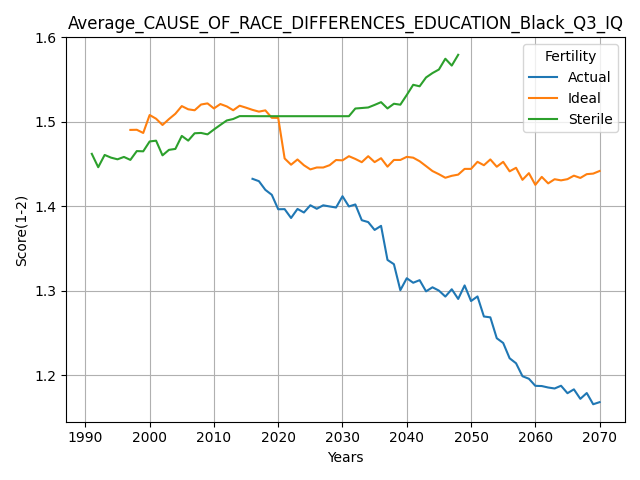 Average_CAUSE_OF_RACE_DIFFERENCES_EDUCATION_Black_Q3_IQ
Score(1-2)
1.6
1.5
1.4
1.3
1.2
Fertility
Actual
Ideal
Sterile
1990 2000 2010 2020 2030 2040 2050 2060 2070
Years